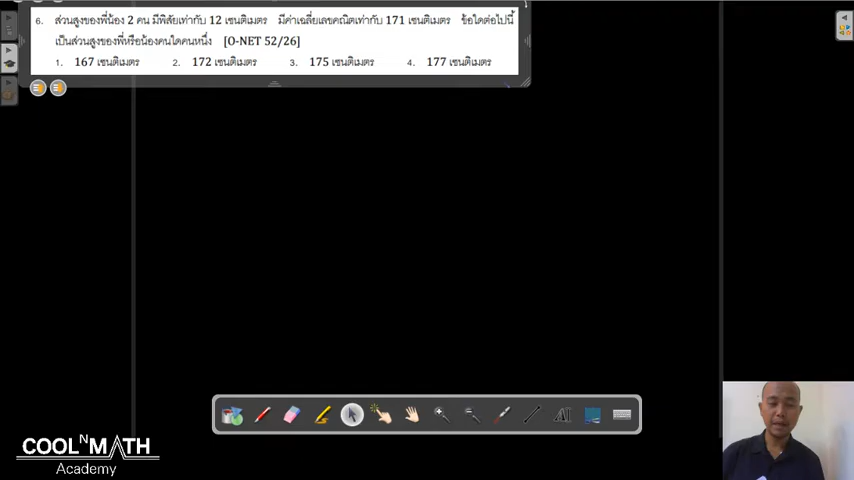 6. ส่วนสูงของพี่น้อง 2 คน มีพิสัยเท่ากับ 12 เซนติเมตร มีค่าเฉลี่ยเลขคณิตเท่ากับ 171 เซนติเมตร ข้อใดต่อไปนี้
เป็นส่วนสูงของพี่หรือน้องคนใดคนหนึ่ง [O-NET 52/26]
1. 167 เซนติเมตร 2. 172 เซนติเมตร 3. 175 เซนติเมตร 4. 177 เซนติเมตร
AI
COOL N MATH
Academy